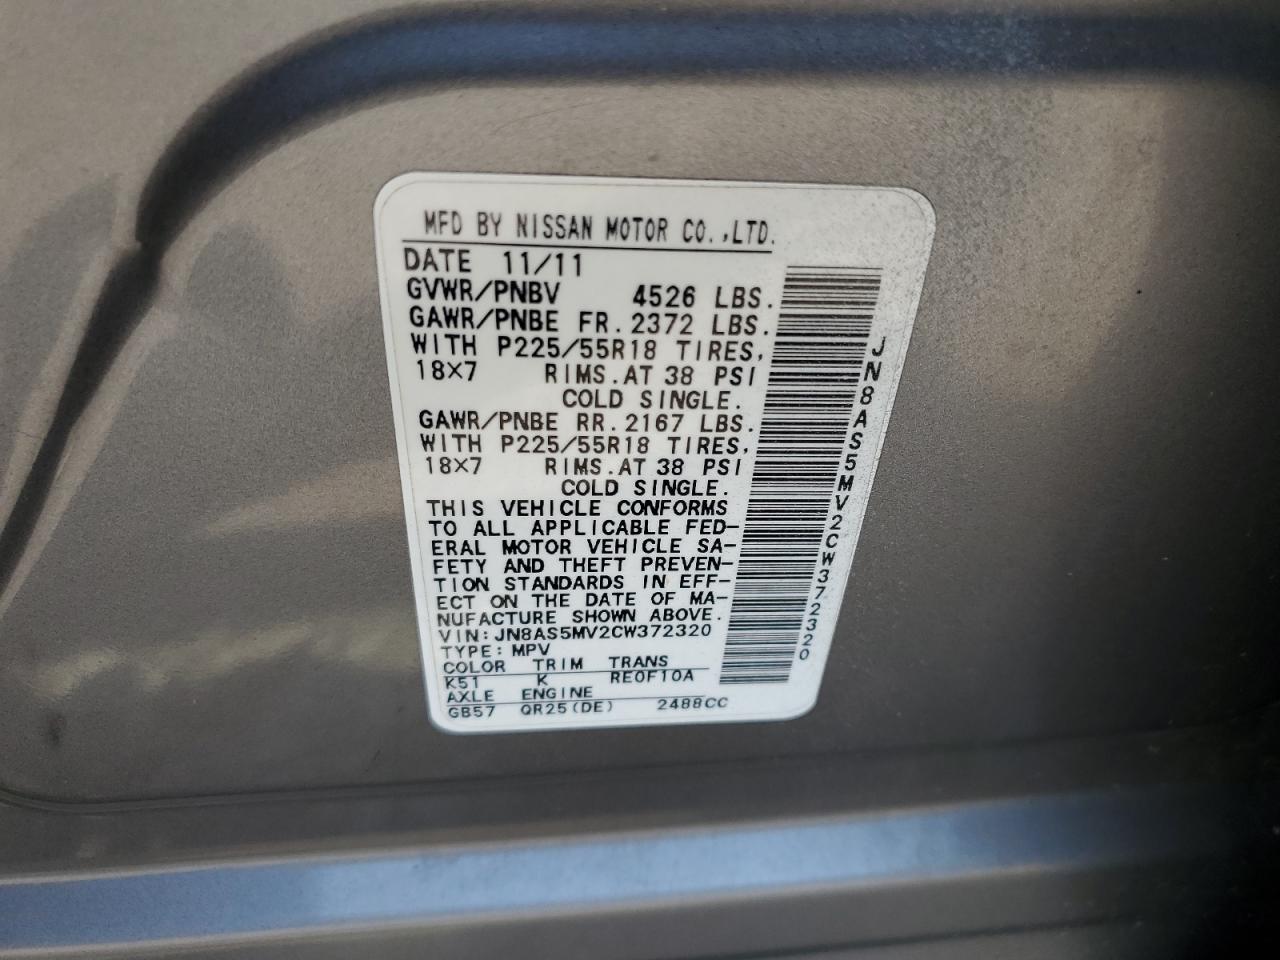 MFD BY NISSAN MOTOR CO.,LTD.
DATE 11/11
GVWR/PNBV 4526 LBS.
GAWR/PNBE FR.2372 LBS.
WITH P225/55R18 TIRES,
18×7 RIMS.AT 38 PSI
COLD SINGLE.
GAWR/PNBE RR.2167 LBS.
WITH P225/55R18 TIRES,
18×7 RIMS.AT 38 PSI
COLD SINGLE.
THIS VEHICLE CONFORMS
TO ALL APPLICABLE FED-
ERAL MOTOR VEHICLE SA-
FETY AND THEFT PREVEN-
TION STANDARDS IN EFF-
ECT ON THE DATE OF MA-
NUFACTURE SHOWN ABOVE.
VIN:JN8AS5MV2CW372320
TYPE:MPV
COLOR TRIM TRANS
K51 K RE0F10A
AXLE ENGINE
GB57 QR25(DE) 2488CC
JN8AS5MV2CW372320